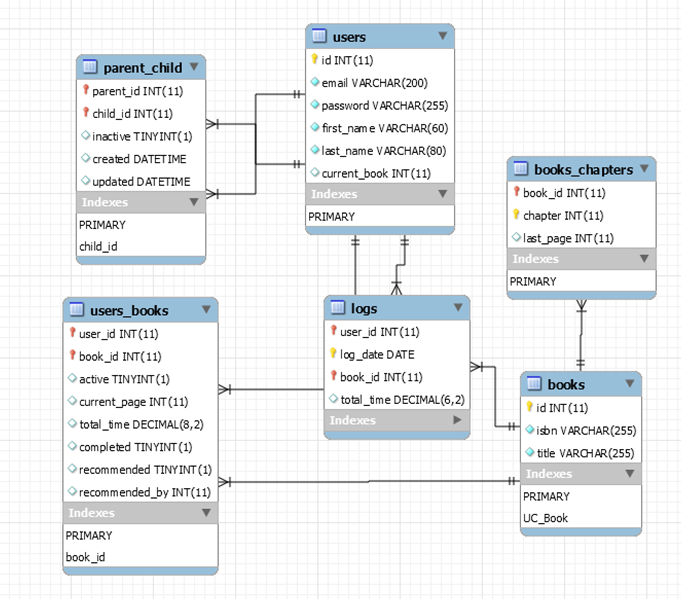 parent_child
parent_id INT(11)
child_id INT(11)
inactive TINYINT(1)
created DATETIME
updated DATETIME
Indexes
PRIMARY
child_id
users
id INT(11)
email VARCHAR(200)
password VARCHAR(255)
first_name VARCHAR(60)
last_name VARCHAR(80)
current_book INT(11)
Indexes
PRIMARY
books_chapters
book_id INT(11)
chapter INT(11)
last_page INT(11)
Indexes
PRIMARY
users_books
user_id INT(11)
book_id INT(11)
active TINYINT(1)
current_page INT(11)
total_time DECIMAL(8,2)
completed TINYINT(1)
recommended TINYINT(1)
recommended_by INT(11)
Indexes
PRIMARY
book_id
logs
user_id INT(11)
log_date DATE
book_id INT(11)
total_time DECIMAL(6,2)
Indexes
books
id INT(11)
isbn VARCHAR(255)
title VARCHAR(255)
Indexes
PRIMARY
UC_Book